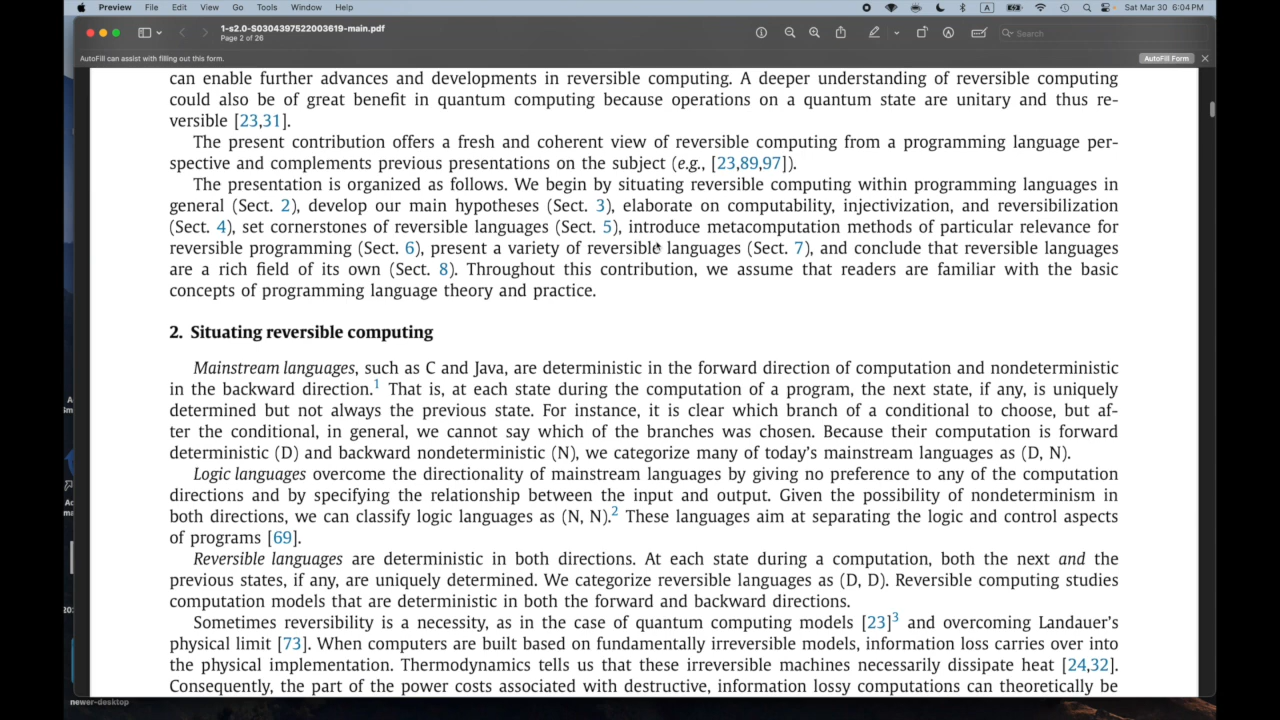 Preview File Edit View Go Tools Window Help A Sat Mar 30 6:04 PM
1-s2.0-S0304397522003619-main.pdf
Page 2 of 26
Search
AutoFill can assist with filling out this form.
AutoFill Form
can enable further advances and developments in reversible computing. A deeper understanding of reversible computing
could also be of great benefit in quantum computing because operations on a quantum state are unitary and thus re-
versible [23,31].
The present contribution offers a fresh and coherent view of reversible computing from a programming language per-
spective and complements previous presentations on the subject (e.g., [23,89,97]).
The presentation is organized as follows. We begin by situating reversible computing within programming languages in
general (Sect. 2), develop our main hypotheses (Sect. 3), elaborate on computability, injectivization, and reversibilization
(Sect. 4), set cornerstones of reversible languages (Sect. 5), introduce metacomputation methods of particular relevance for
reversible programming (Sect. 6), present a variety of reversible languages (Sect. 7), and conclude that reversible languages
are a rich field of its own (Sect. 8). Throughout this contribution, we assume that readers are familiar with the basic
concepts of programming language theory and practice.
2. Situating reversible computing
Mainstream languages, such as C and Java, are deterministic in the forward direction of computation and nondeterministic
in the backward direction.1 That is, at each state during the computation of a program, the next state, if any, is uniquely
determined but not always the previous state. For instance, it is clear which branch of a conditional to choose, but af-
ter the conditional, in general, we cannot say which of the branches was chosen. Because their computation is forward
deterministic (D) and backward nondeterministic (N), we categorize many of today's mainstream languages as (D, N).
Logic languages overcome the directionality of mainstream languages by giving no preference to any of the computation
directions and by specifying the relationship between the input and output. Given the possibility of nondeterminism in
both directions, we can classify logic languages as (N, N).2 These languages aim at separating the logic and control aspects
of programs [69].
Reversible languages are deterministic in both directions. At each state during a computation, both the next and the
previous states, if any, are uniquely determined. We categorize reversible languages as (D, D). Reversible computing studies
computation models that are deterministic in both the forward and backward directions.
Sometimes reversibility is a necessity, as in the case of quantum computing models [23]3 and overcoming Landauer's
physical limit [73]. When computers are built based on fundamentally irreversible models, information loss carries over into
the physical implementation. Thermodynamics tells us that these irreversible machines necessarily dissipate heat [24,32].
Consequently, the part of the power costs associated with destructive, information lossy computations can theoretically be
newer-desktop